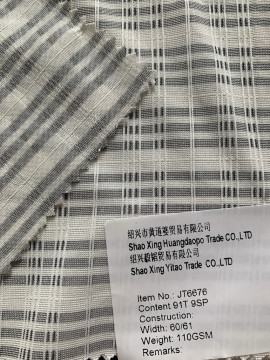 绍兴市黄道婆贸易有限公司
Shao Xing Huangdaopo Trade CO.,LTD
绍兴毅韬贸易有限公司
Shao Xing Yitao Trade CO.,LTD
item No.: JT6676
Content 91T 9SP
Construction:
Width: 60/61
Weight: 110GSM
Remarks: